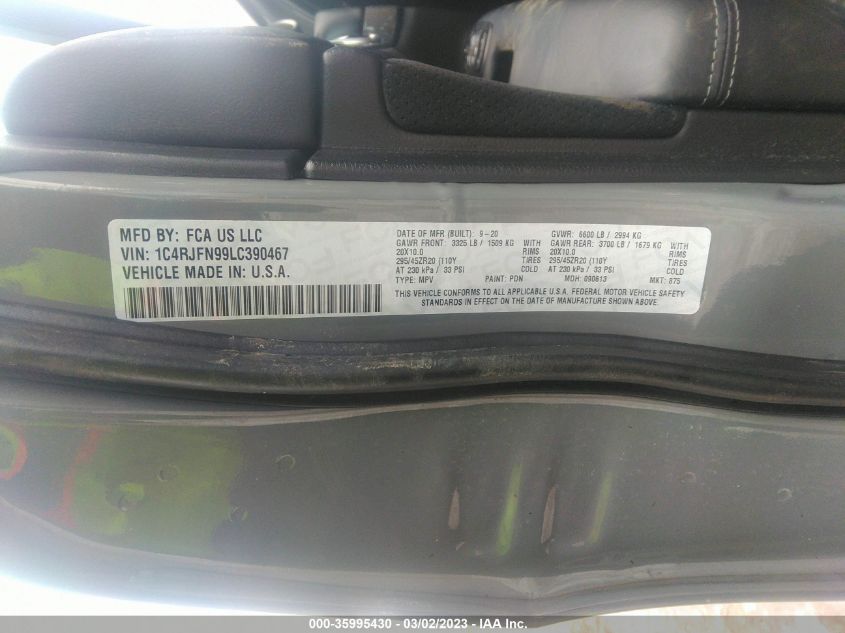 MFD BY: FCA US LLC
VIN: 1C4RJFN99LC390467
VEHICLE MADE IN U.S.A.
DATE OF MFR (BUILT): 9-20 GVWR: 6600 LB / 2994 KG
GAWR FRONT: 3325 LB / 1509 KG WITH GAWR REAR: 3700 LB / 1679 KG WITH
20X10.0 RIMS 20X10.0 RIMS
295/45ZR20 (110Y TIRES 295/45ZR20 (110Y TIRES
AT 230 kPa / 33 PSI COLD AT 230 kPa / 33 PSI COLD
TYPE: MPV PAINT: PDN MDH: 090613 MKT: 875
THIS VEHICLE CONFORMS TO ALL APPLICABLE U.S.A. FEDERAL MOTOR VEHICLE SAFETY
STANDARDS IN EFFECT ON THE DATE OF MANUFACTURE SHOWN ABOVE.
000-35995430 - 03/02/2023 - IAA Inc.